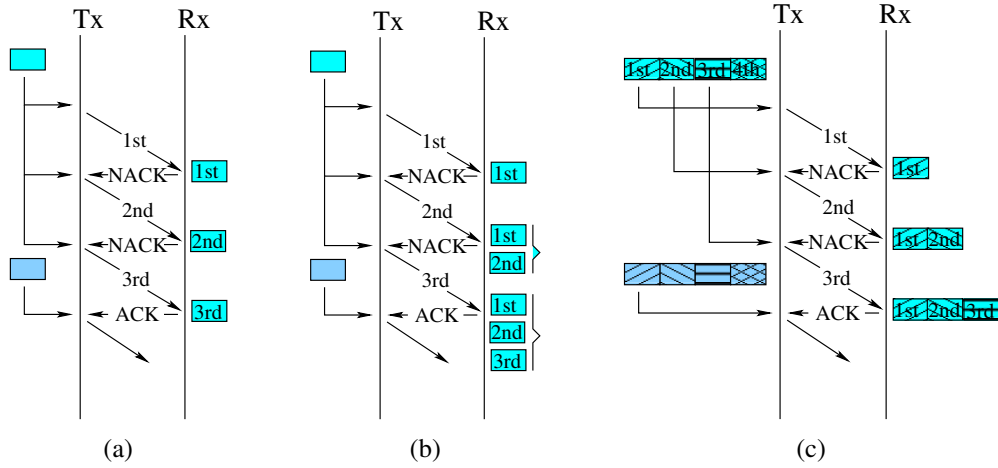 Tx Rx
1st
NACK 1st
2nd
NACK 2nd
3rd
ACK 3rd
(a)
Tx Rx
1st
NACK 1st
2nd
1st
NACK
2nd
3rd
1st
ACK
2nd
3rd
(b)
Tx Rx
1st 2nd 3rd 4th
1st
NACK 1st
2nd
NACK 1st 2nd
3rd
ACK 1st 2nd 3rd
(c)